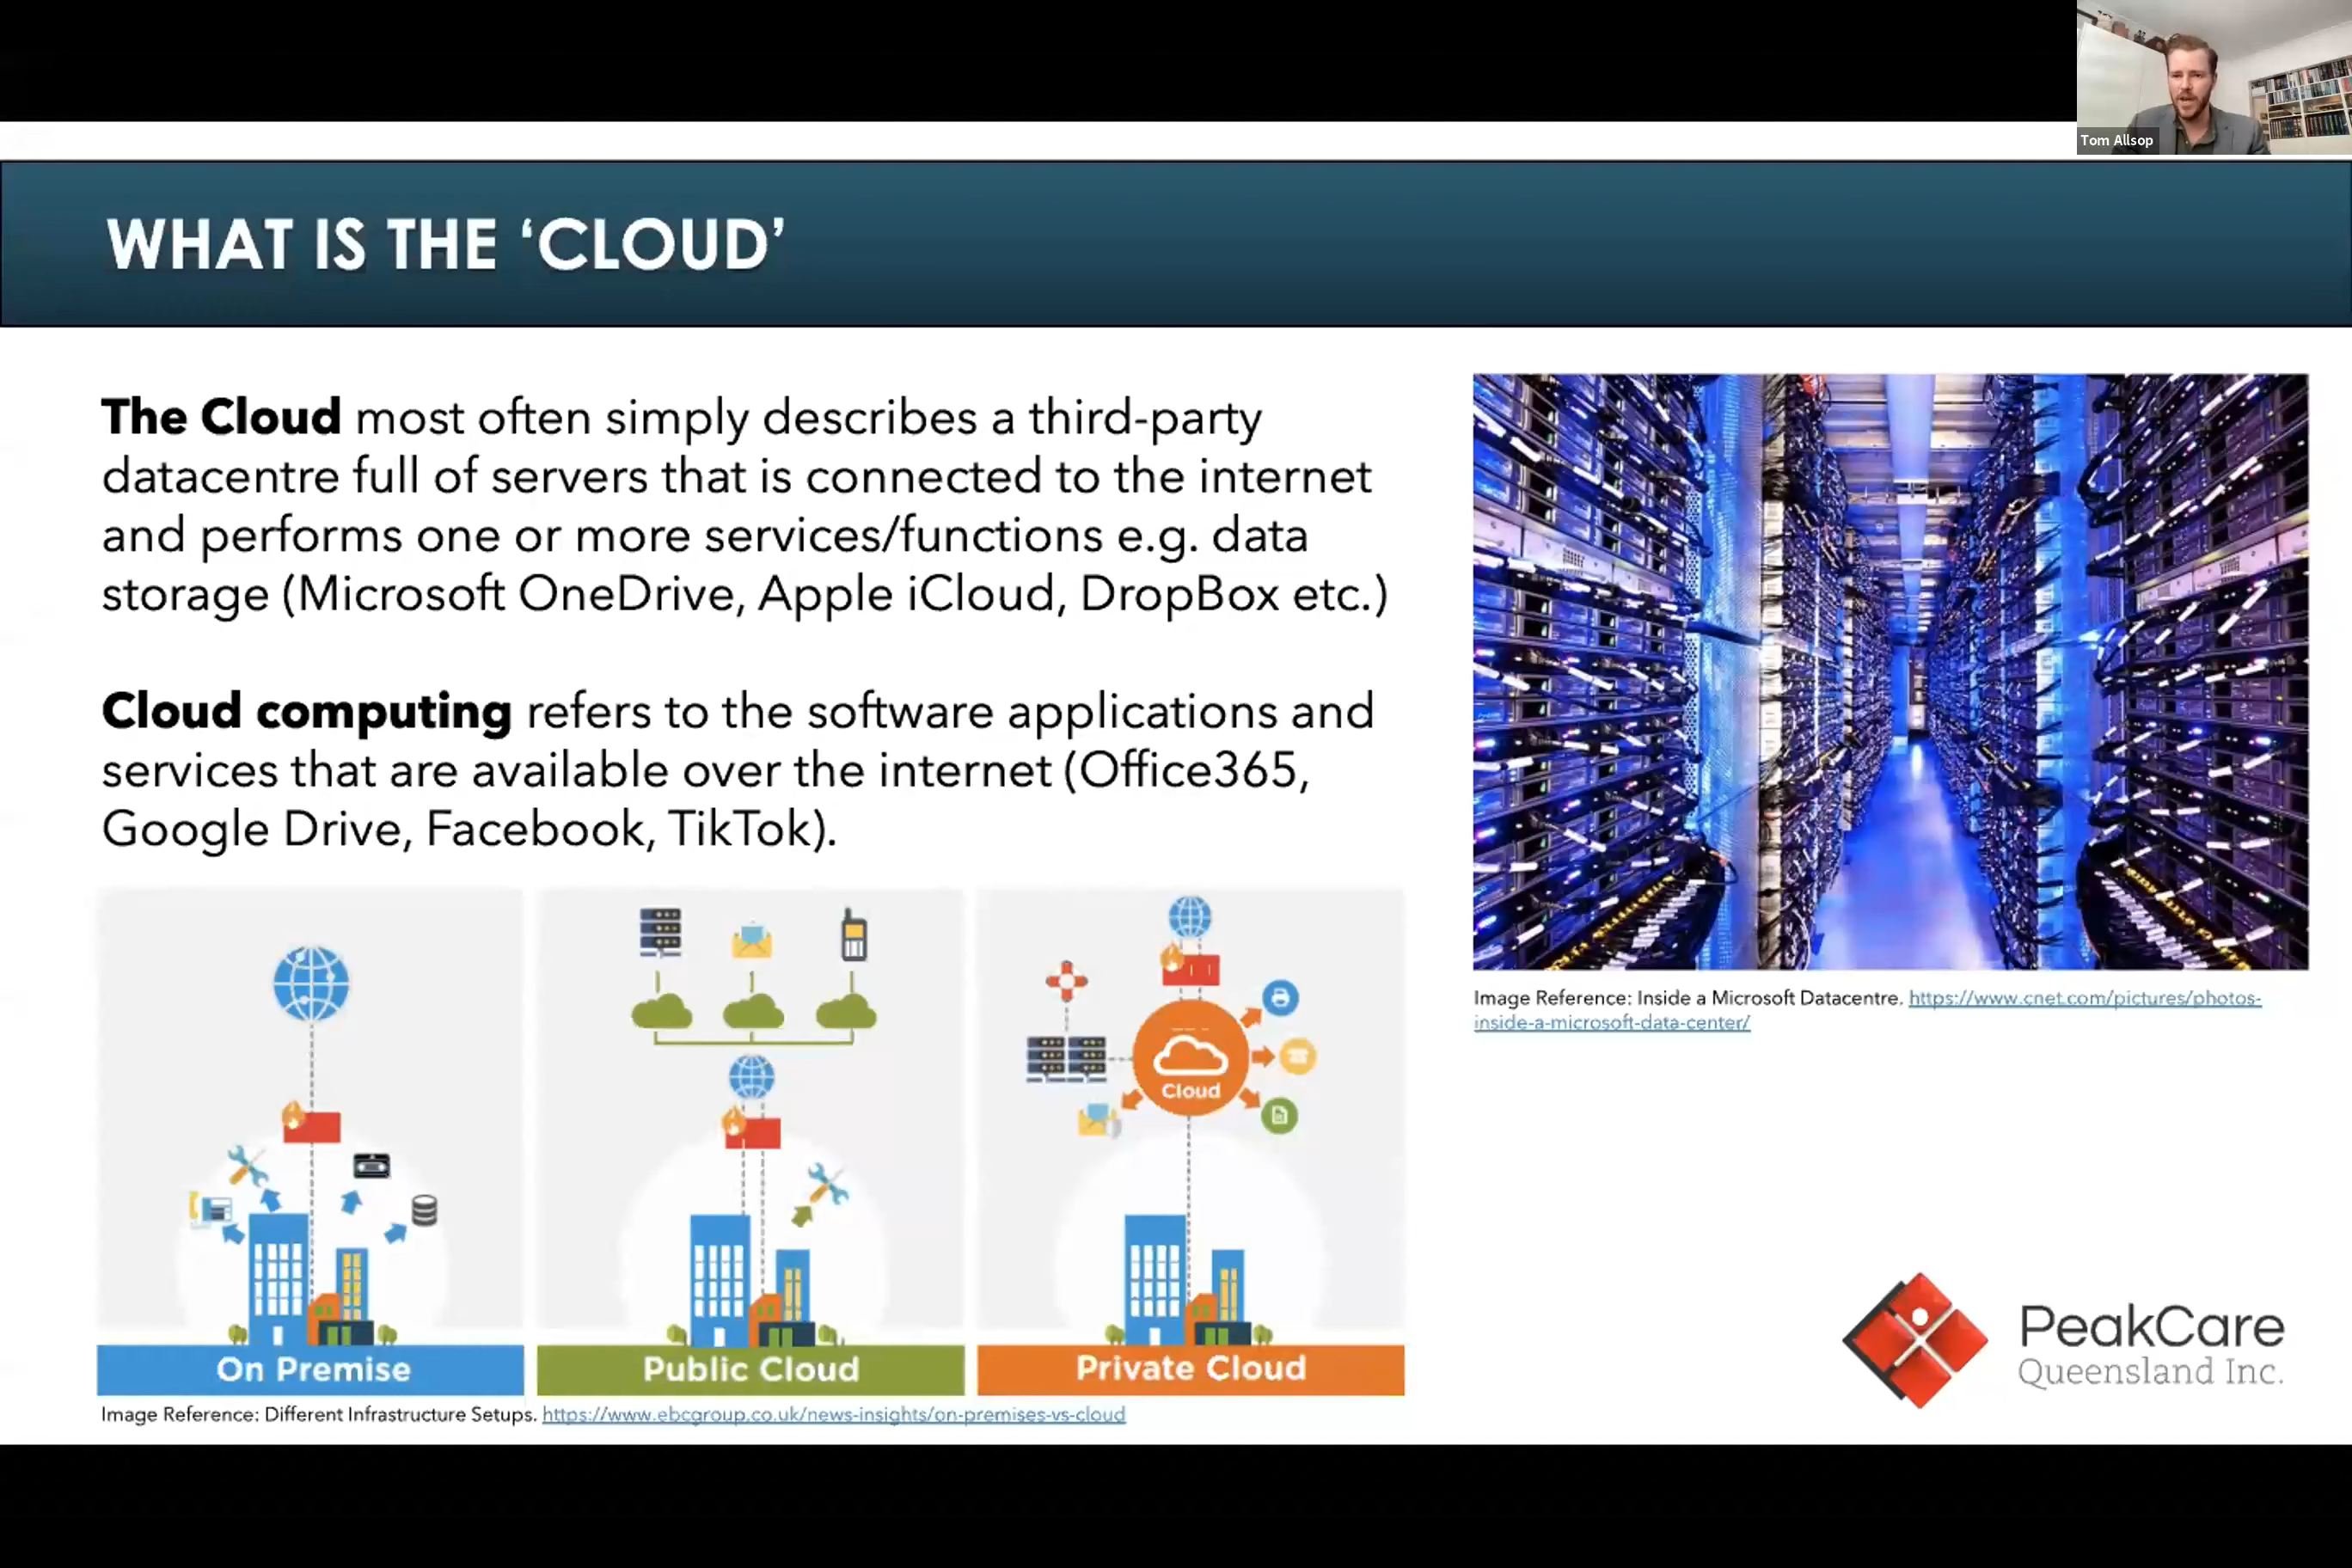 Tom Allsop
WHAT IS THE ‘CLOUD’
The Cloud most often simply describes a third-party
datacentre full of servers that is connected to the internet
and performs one or more services/functions e.g. data
storage (Microsoft OneDrive, Apple iCloud, DropBox etc.)
Cloud computing refers to the software applications and
services that are available over the internet (Office365,
Google Drive, Facebook, TikTok).
Cloud
On Premise
Public Cloud
Private Cloud
Image Reference: Different Infrastructure Setups. https://www.ebcgroup.co.uk/news-insights/on-premises-vs-cloud
Image Reference: Inside a Microsoft Datacentre. https://www.cnet.com/pictures/photos-
inside-a-microsoft-data-center/
PeakCare
Queensland Inc.